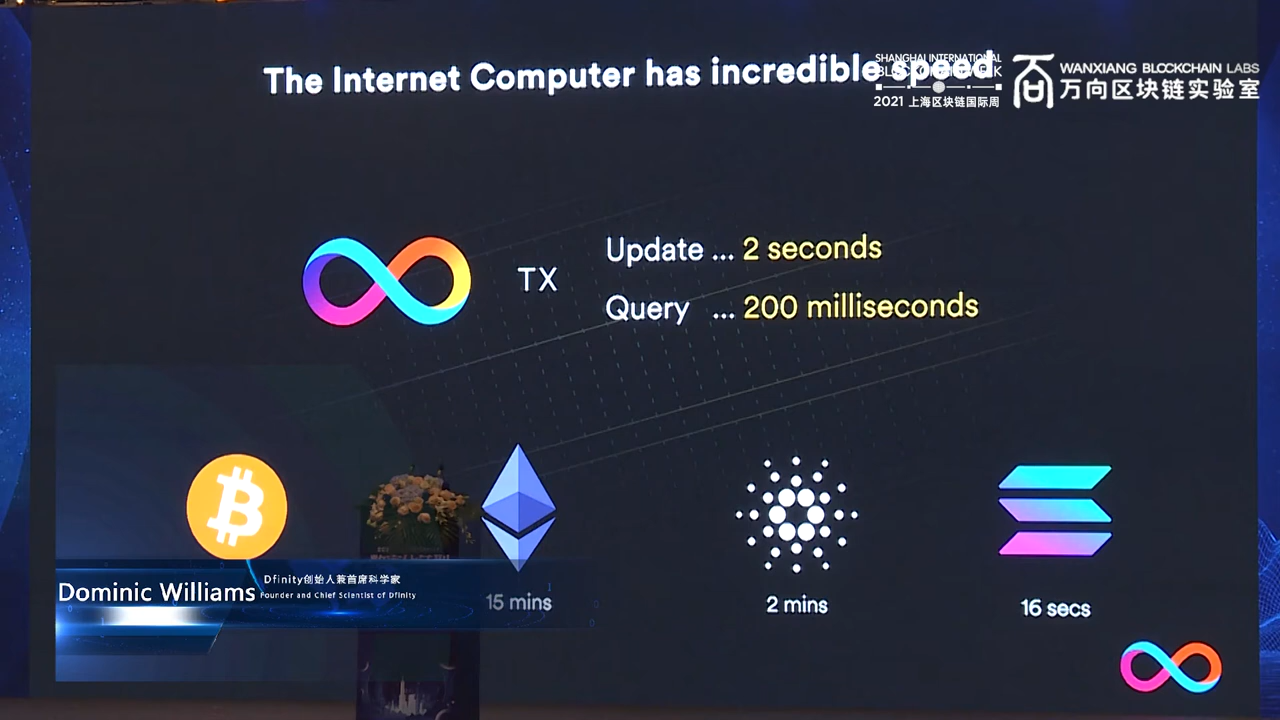 The Internet Computer has incredible speed
SHANGHAI INTERNATIONAL
BLOCKCHAIN WEEK
2021 上海区块链国际周
WANXIANG BLOCKCHAIN LABS
万向区块链实验室
TX
Update ... 2 seconds
Query ... 200 milliseconds
Dominic Williams
Dfinity创始人兼首席科学家
Founder and Chief Scientist of Dfinity
15 mins
2 mins
16 secs